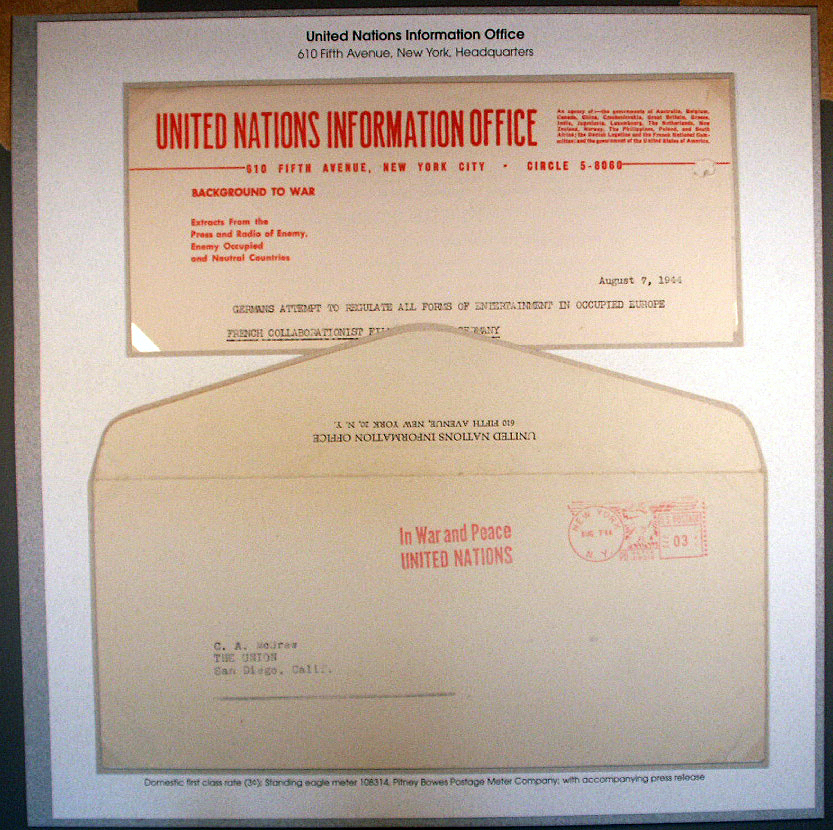 United Nations Information Office
610 Fifth Avenue, New York, Headquarters
UNITED NATIONS INFORMATION OFFICE
An agency of:—the governments of Australia, Belgium,
Canada, China, Czechoslovakia, Great Britain, Greece,
India, Jugoslavia, Luxembourg, The Netherlands, New
Zealand, Norway, The Philippines, Poland, and South
Africa; the Danish Legation and the French National Com-
mittee; and the government of the United States of America.
610 FIFTH AVENUE, NEW YORK CITY • CIRCLE 5-8060
BACKGROUND TO WAR
Extracts From the
Press and Radio of Enemy,
Enemy Occupied
and Neutral Countries
August 7, 1944
GERMANS ATTEMPT TO REGULATE ALL FORMS OF ENTERTAINMENT IN OCCUPIED EUROPE
FRENCH COLLABORATIONIST GERMANY
UNITED NATIONS INFORMATION OFFICE
610 FIFTH AVENUE, NEW YORK 20, N. Y.
In War and Peace
UNITED NATIONS
NEW YORK
AUG
N. Y.
U.S. POSTAGE
03
C. A. McGrew
THE UNION
San Diego, Calif.
Domestic first class rate (3¢); Standing eagle meter 108314, Pitney Bowes Postage Meter Company; with accompanying press release